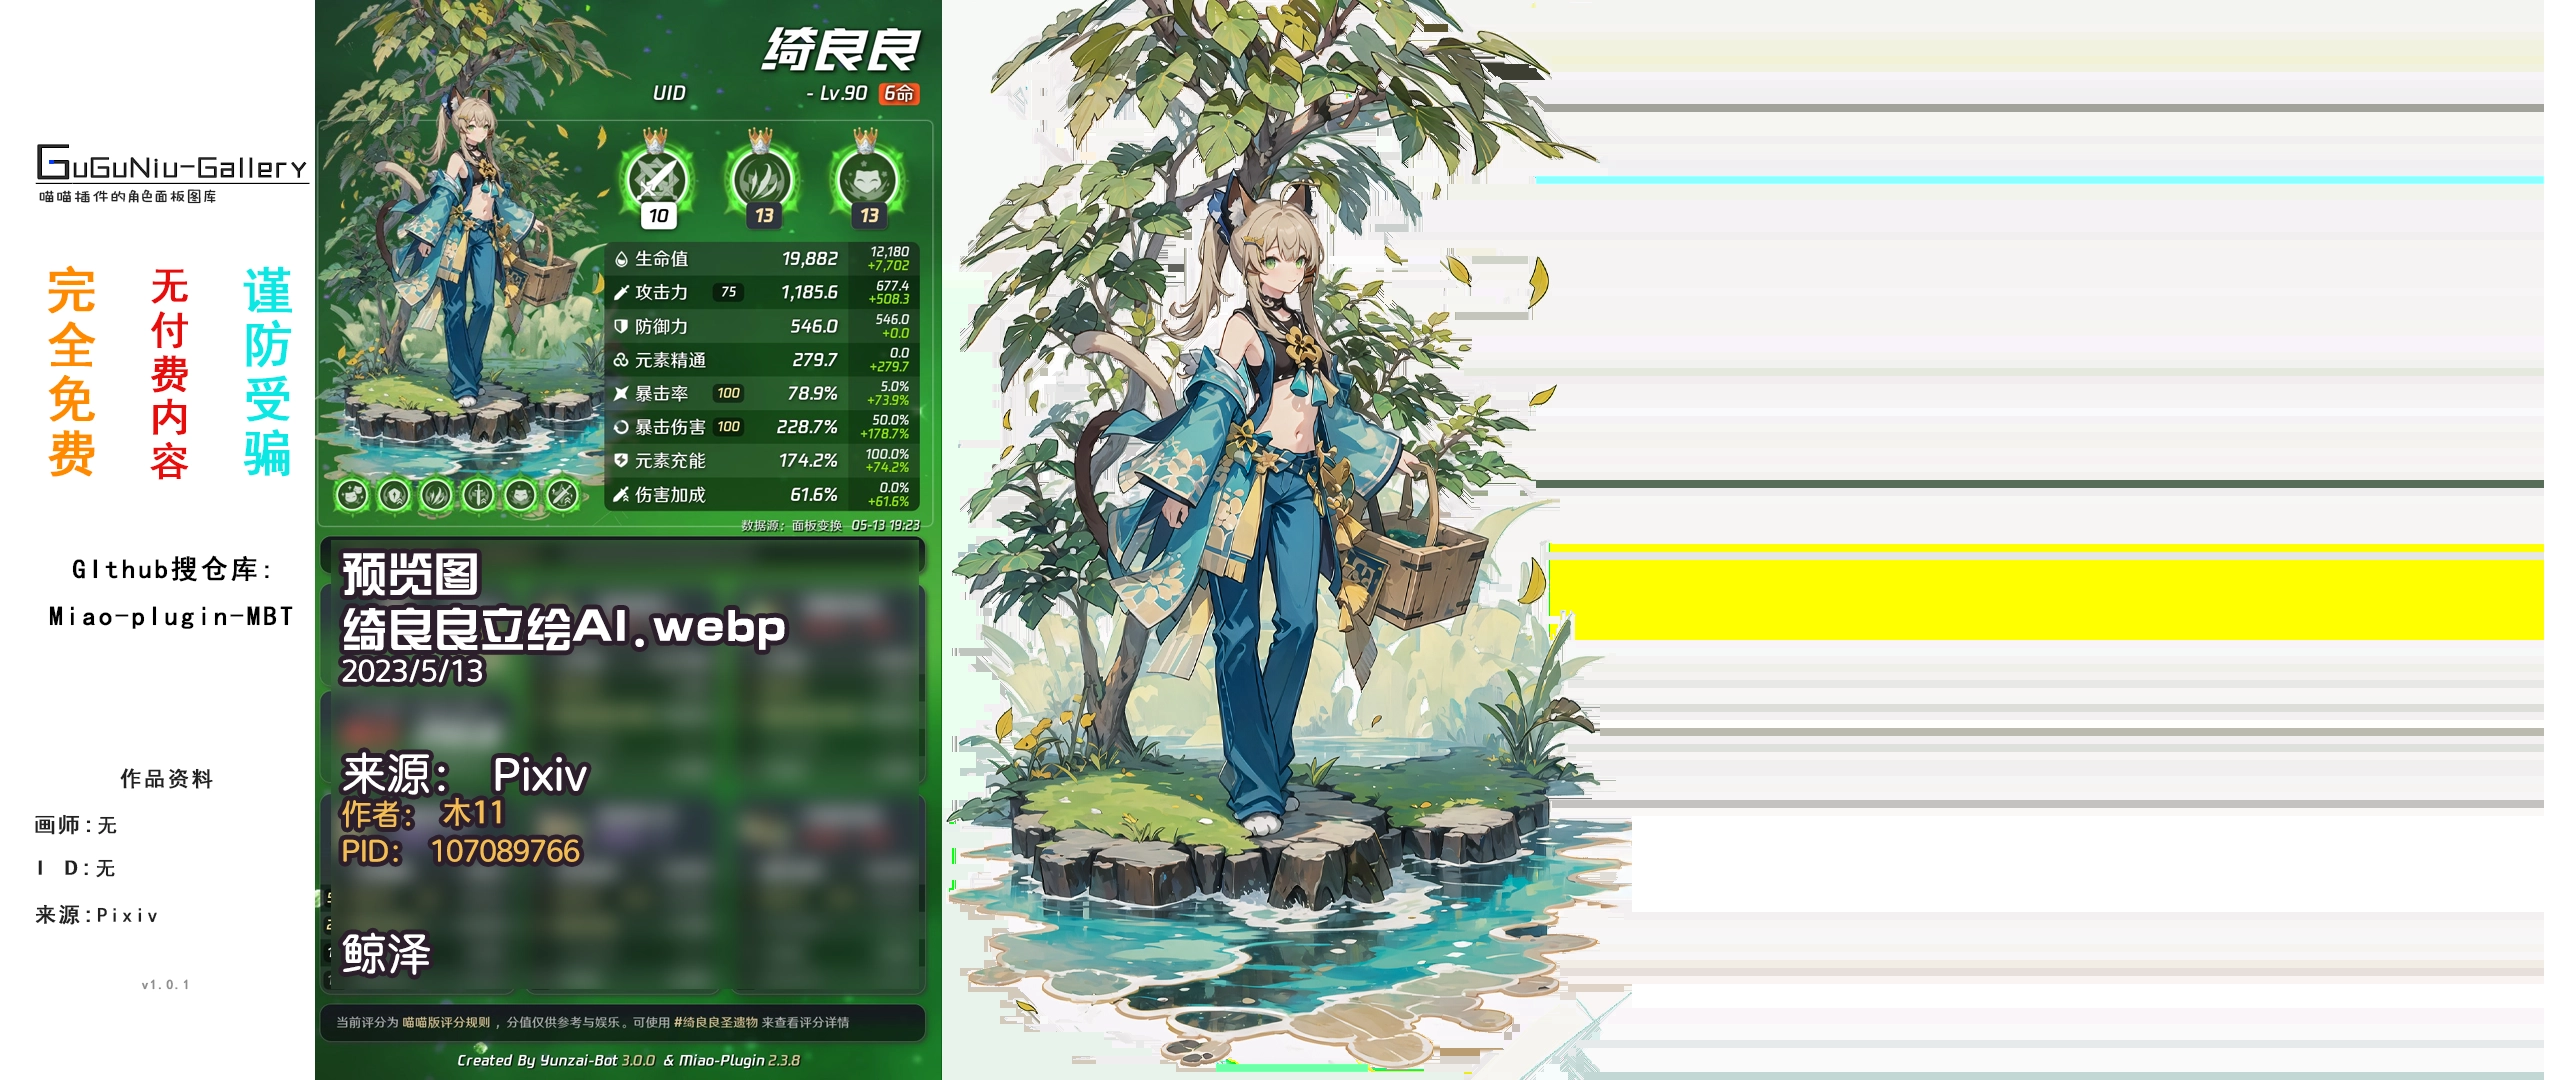 GuGuNiu-Gallery
喵喵插件的角色面板图库
完全免费
无付费内容
谨防受骗
GIthub搜仓库:
Miao-plugin-MBT
作品资料
画师:无
I D:无
来源:Pixiv
v1.0.1
绮良良
UID - Lv.90 6命
10 13 13
生命值 19,882 12,180 +7,702
攻击力 75 1,185.6 677.4 +508.3
防御力 546.0 546.0 +0.0
元素精通 279.7 0.0 +279.7
暴击率 100 78.9% 5.0% +73.9%
暴击伤害 100 228.7% 50.0% +178.7%
元素充能 174.2% 100.0% +74.2%
伤害加成 61.6% 0.0% +61.6%
数据源：面板变换 05-13 19:23
预览图
绮良良立绘AI.webp
2023/5/13
来源： Pixiv
作者： 木11
PID： 107089766
鲸泽
当前评分为 喵喵版评分规则 ，分值仅供参考与娱乐。可使用 #绮良良圣遗物 来查看评分详情
Created By Yunzai-Bot 3.0.0 & Miao-Plugin 2.3.8